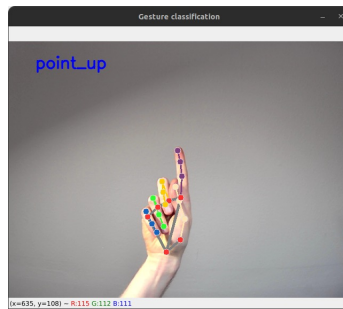 Gesture classification
point_up
(x=635, y=108) ~ R:115 G:112 B:111